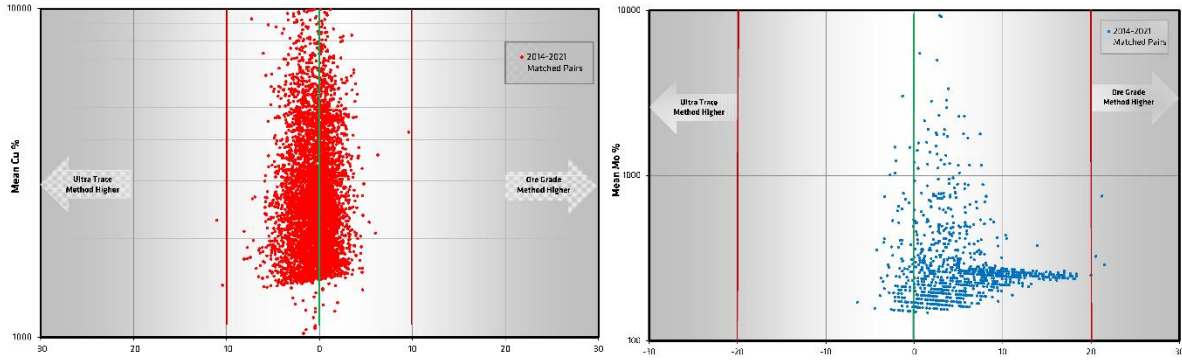 10000
Mean Cu %
1000
30
20
10
0
10
20
30
2014-2021
Matched Pairs
Ultra Trace
Method Higher
Ore Grade
Method Higher
10000
1000
100
Mean Mo %
-30
-20
-10
0
10
20
30
2014-2021
Matched Pairs
Ultra Trace
Method Higher
Ore Grade
Method Higher